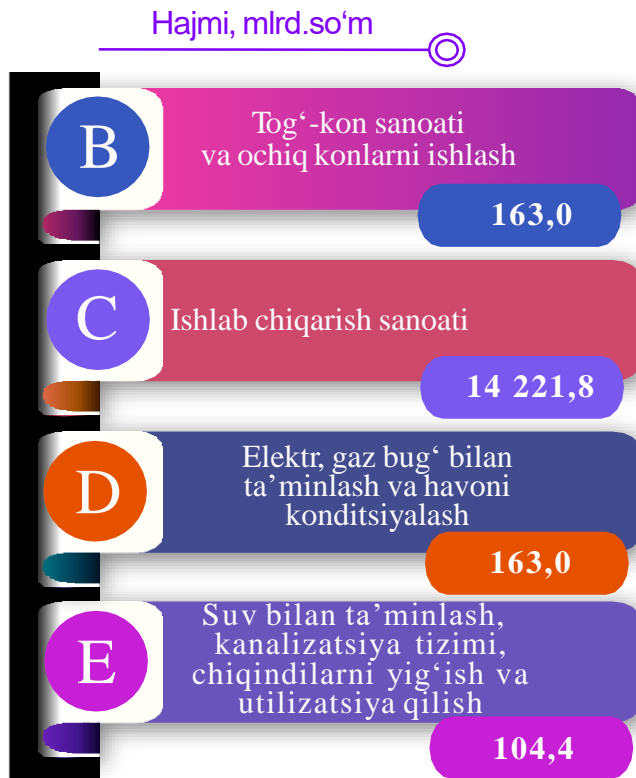 Hajmi, mlrd.so‘m
B
Tog‘-kon sanoati
va ochiq konlarni ishlash
163,0
C
Ishlab chiqarish sanoati
14 221,8
D
Elektr, gaz bug‘ bilan
ta’minlash va havoni
konditsiyalash
163,0
E
Suv bilan ta’minlash,
kanalizatsiya tizimi,
chiqindilarni yig‘ish va
utilizatsiya qilish
104,4